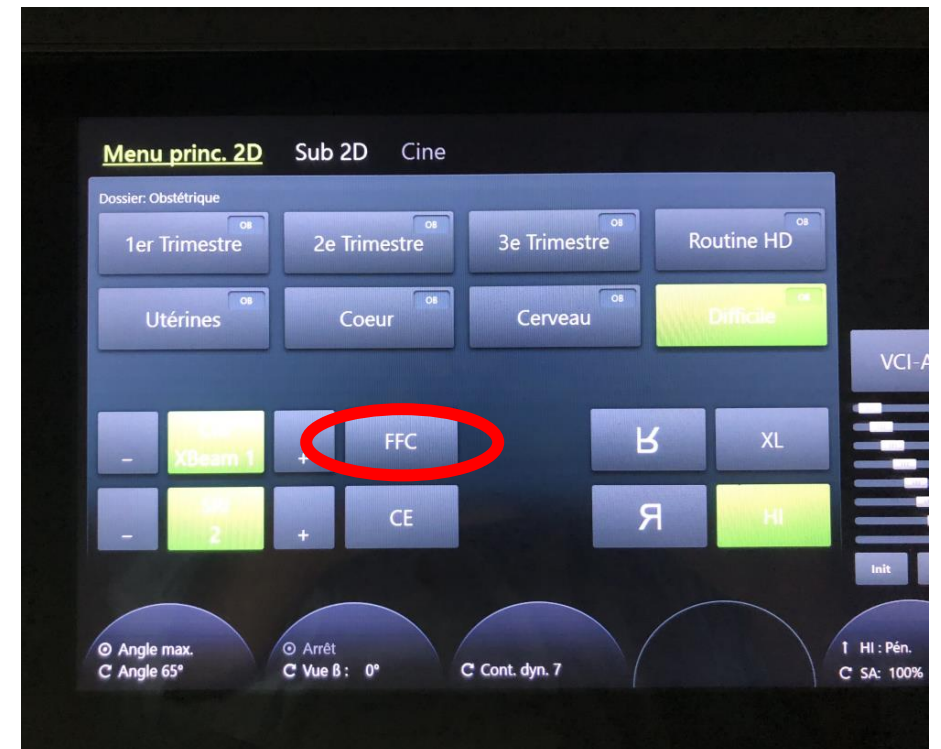 Menu princ. 2D Sub 2D Cine
Dossier: Obstétrique
OB OB OB OB
1er Trimestre 2e Trimestre 3e Trimestre Routine HD
OB OB OB OB
Utérines Coeur Cerveau Difficile
VCI-A
- XBeam 1 + FFC R XL
- SRI 2 + CE R HI
Init
Angle max. Arrêt ↑ HI : Pén.
Angle 65° Vue ß : 0° Cont. dyn. 7 SA: 100%